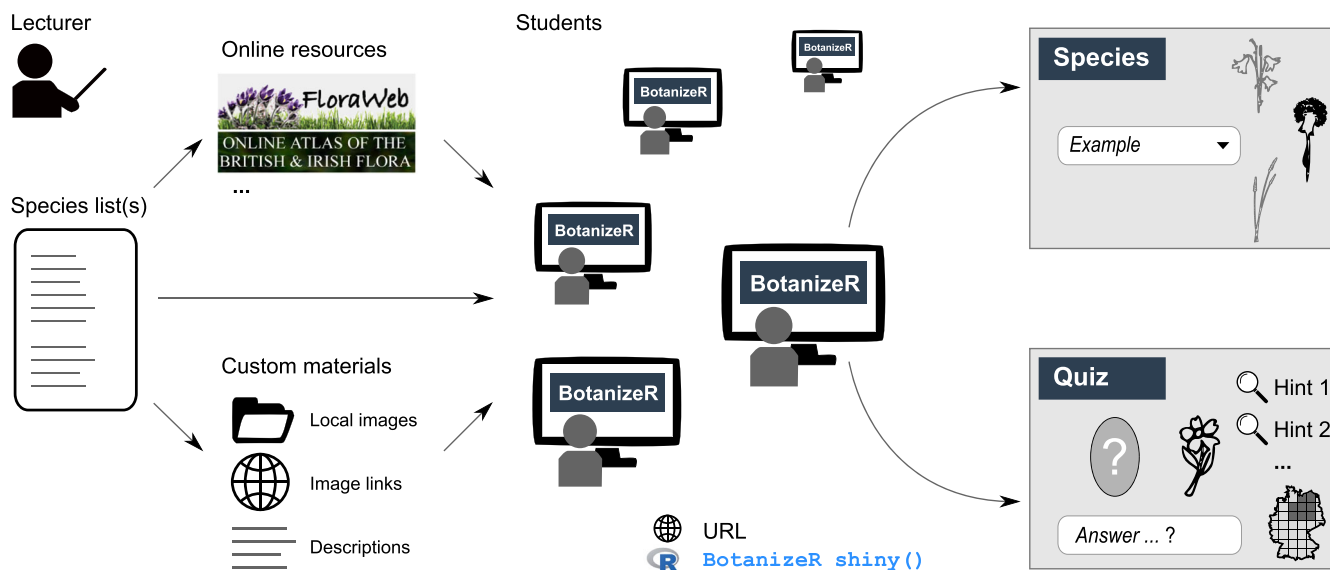 Lecturer
Students
Online resources
FloraWeb
ONLINE ATLAS OF THE
BRITISH & IRISH FLORA
...
Species list(s)
Custom materials
Local images
Image links
Descriptions
BotanizeR
BotanizeR
BotanizeR
BotanizeR
BotanizeR
URL
R
BotanizeR shiny()
Species
Example
Quiz
Hint 1
Hint 2
...
?
Answer ... ?